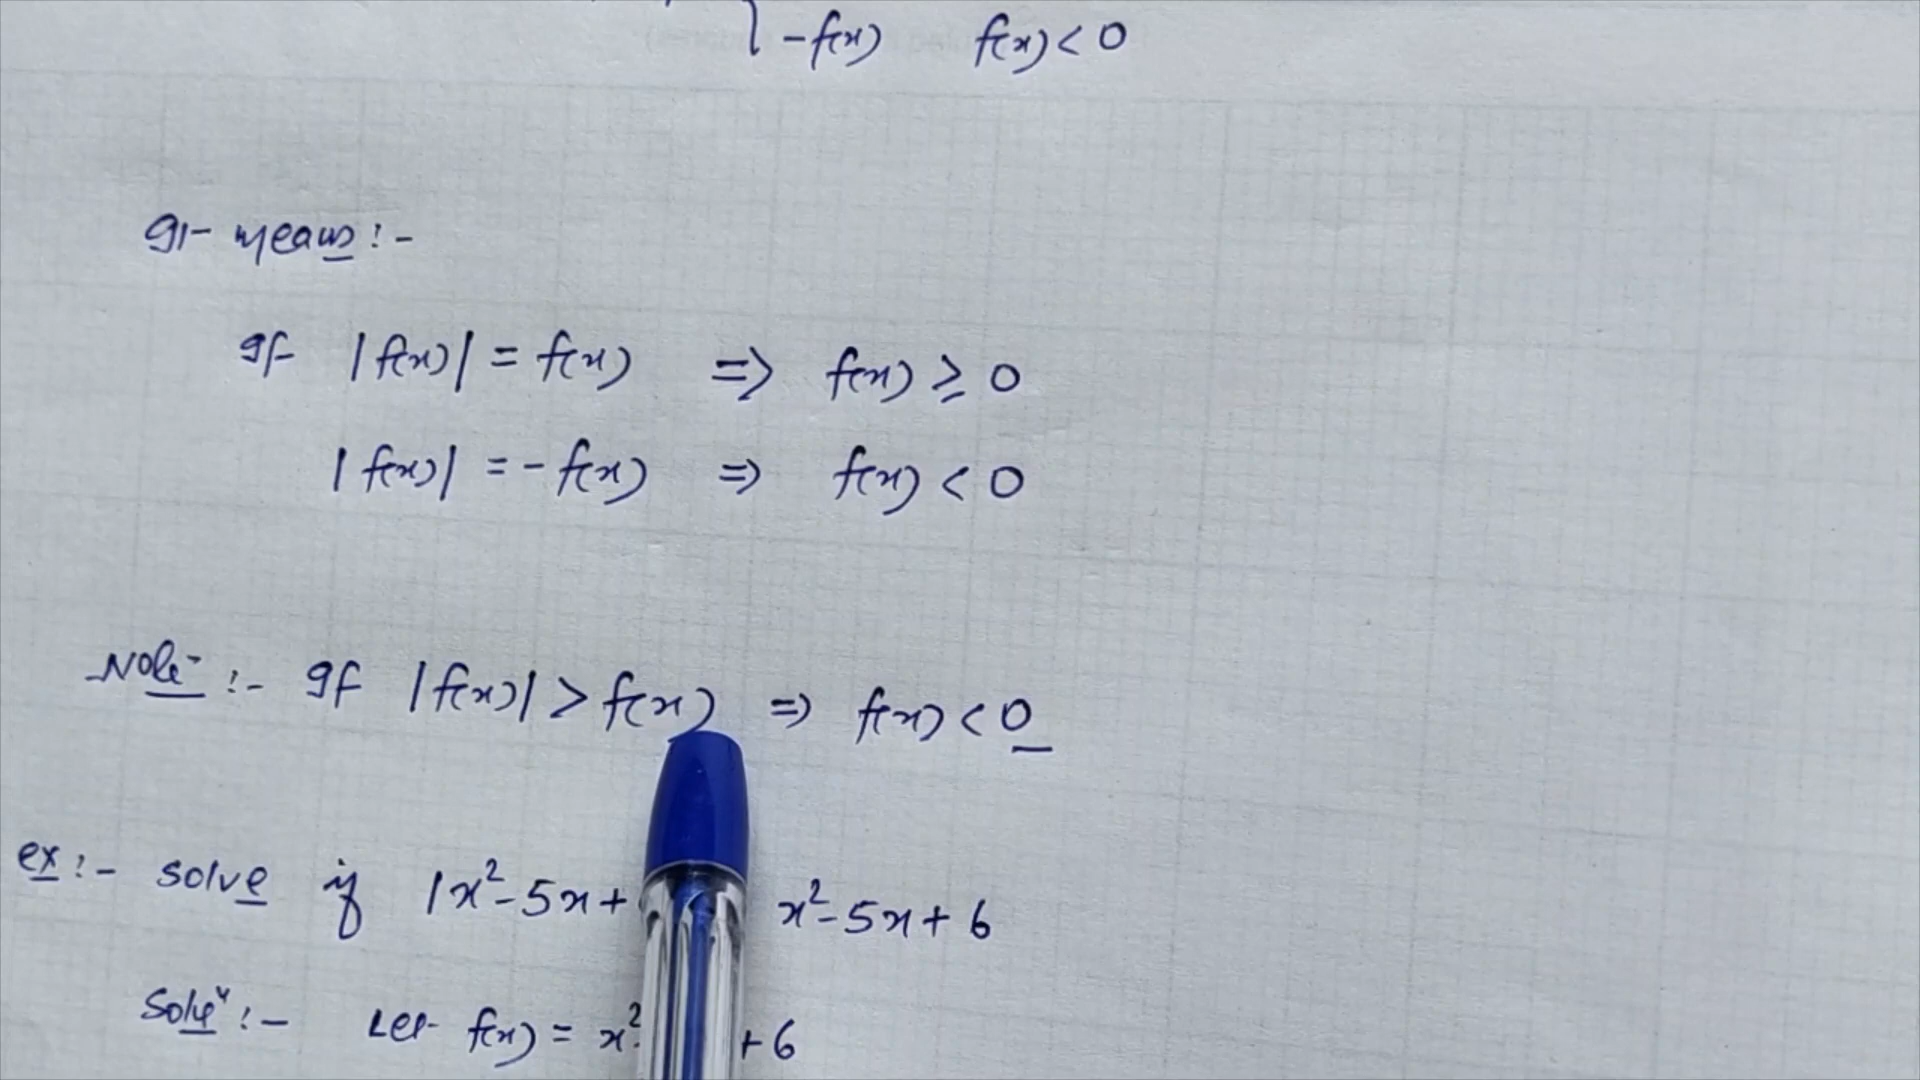 -f(x) f(x) < 0
It means :-
If |f(x)| = f(x) => f(x) ≥ 0
|f(x)| = -f(x) => f(x) < 0
Note :- If |f(x)| > f(x) => f(x) < 0
ex :- solve if |x²-5x+ x²-5x+6
Solⁿ :- Let f(x) = x² +6